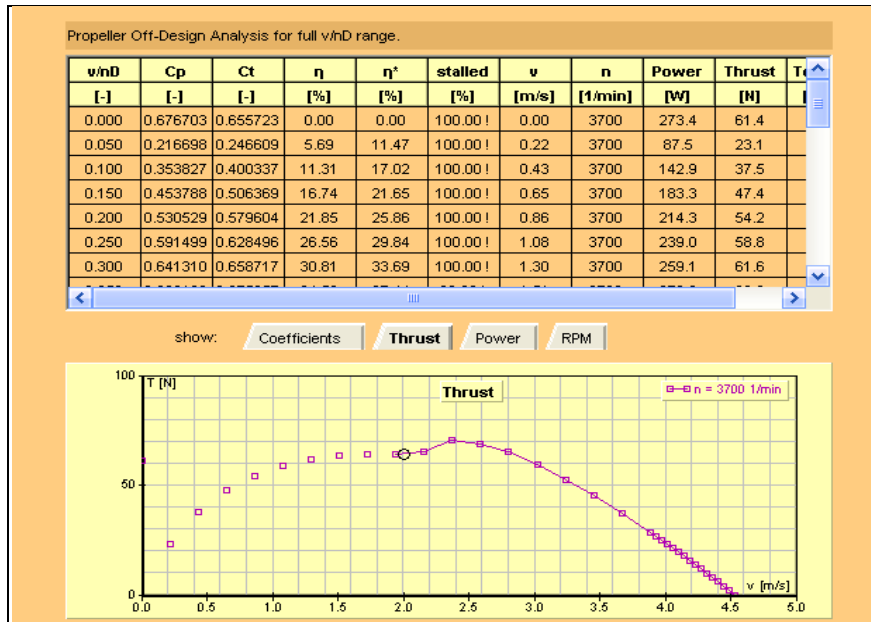 Propeller Off-Design Analysis for full v/nD range.
v/nD Cp Ct η η* stalled v n Power Thrust
[-] [-] [-] [%] [%] [%] [m/s] [1/min] [W] [N]
0.000 0.676703 0.655723 0.00 0.00 100.00 ! 0.00 3700 273.4 61.4
0.050 0.216698 0.246609 5.69 11.47 100.00 ! 0.22 3700 87.5 23.1
0.100 0.353827 0.400337 11.31 17.02 100.00 ! 0.43 3700 142.9 37.5
0.150 0.453788 0.506369 16.74 21.65 100.00 ! 0.65 3700 183.3 47.4
0.200 0.530529 0.579604 21.85 25.86 100.00 ! 0.86 3700 214.3 54.2
0.250 0.591499 0.628496 26.56 29.84 100.00 ! 1.08 3700 239.0 58.8
0.300 0.641310 0.658717 30.81 33.69 100.00 ! 1.30 3700 259.1 61.6
show: Coefficients Thrust Power RPM
100 T [N] Thrust n = 3700 1/min
50
0 v [m/s]
0.0 0.5 1.0 1.5 2.0 2.5 3.0 3.5 4.0 4.5 5.0